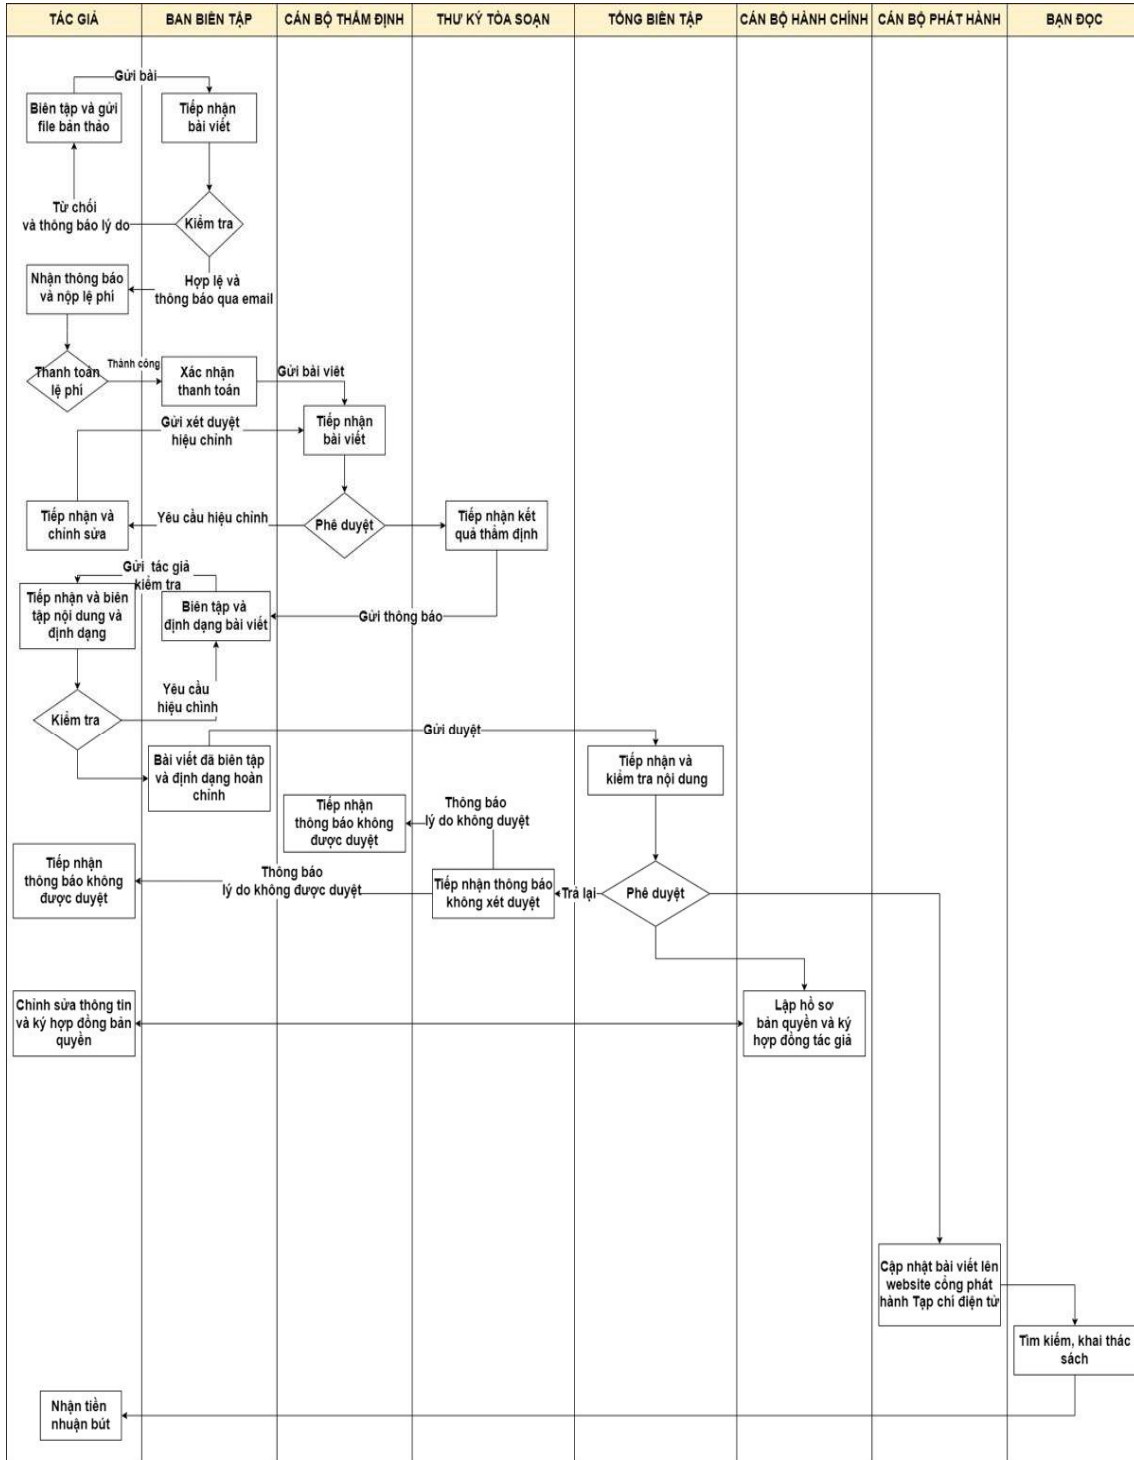 TÁC GIẢ
BAN BIÊN TẬP
CÁN BỘ THẨM ĐỊNH
THƯ KÝ TÒA SOẠN
TỔNG BIÊN TẬP
CÁN BỘ HÀNH CHÍNH
CÁN BỘ PHÁT HÀNH
BẠN ĐỌC
Gửi bài
Biên tập và gửi
file bản thảo
Tiếp nhận
bài viết
Từ chối
và thông báo lý do
Kiểm tra
Nhận thông báo
và nộp lệ phí
Hợp lệ và
thông báo qua email
Thanh toán
lệ phí
Thành công
Xác nhận
thanh toán
Gửi bài viêt
Gửi xét duyệt
hiệu chỉnh
Tiếp nhận
bài viết
Tiếp nhận và
chỉnh sửa
Yêu cầu hiệu chỉnh
Phê duyệt
Tiếp nhận kết
quả thẩm định
Gửi tác giả
kiểm tra
Tiếp nhận và biên
tập nội dung và
định dạng
Biên tập và
định dạng bài viết
Gửi thông báo
Yêu cầu
hiệu chình
Kiểm tra
Gửi duyệt
Bài viết đã biên tập
và định dạng hoàn
chỉnh
Tiếp nhận và
kiểm tra nội dung
Tiếp nhận
thông báo không
được duyệt
Thông báo
lý do không duyệt
Tiếp nhận
thông báo không
được duyệt
Thông báo
lý do không được duyệt
Tiếp nhận thông báo
không xét duyệt
Trả lại
Phê duyệt
Chỉnh sửa thông tin
và ký hợp đồng bản
quyền
Lập hồ sơ
bản quyền và ký
hợp đồng tác giả
Cập nhật bài viết lên
website cổng phát
hành Tạp chí điện tử
Tìm kiếm, khai thác
sách
Nhận tiền
nhuận bút